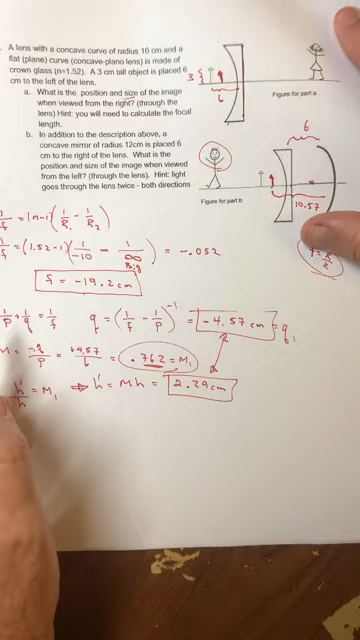 A lens with a concave curve of radius 10 cm and a
flat (plane) curve (concave-plano lens) is made of
crown glass (n=1.52). A 3 cm tall object is placed 6
cm to the left of the lens.
a. What is the position and size of the image
when viewed from the right? (through the
lens) Hint: you will need to calculate the focal
length.
b. In addition to the description above, a
concave mirror of radius 12cm is placed 6
cm to the right of the lens. What is the
position and size of the image when viewed
from the left? (through the lens) Hint: light
goes through the lens twice - both directions
3
6
Figure for part a
6
Figure for part b
10.57
f = R/2
1/f = (n-1)(1/R₁ - 1/R₂)
1/f = (1.52-1)(1/-10 - 1/∞) = -.052
Big
f = -19.2 cm
1/p + 1/q = 1/f q = (1/f - 1/p)⁻¹ = -4.57 cm = q₁
M = -q/p = +4.57/6 = .762 = M₁
h'/h = M₁ ⇒ h' = Mh = 2.29 cm